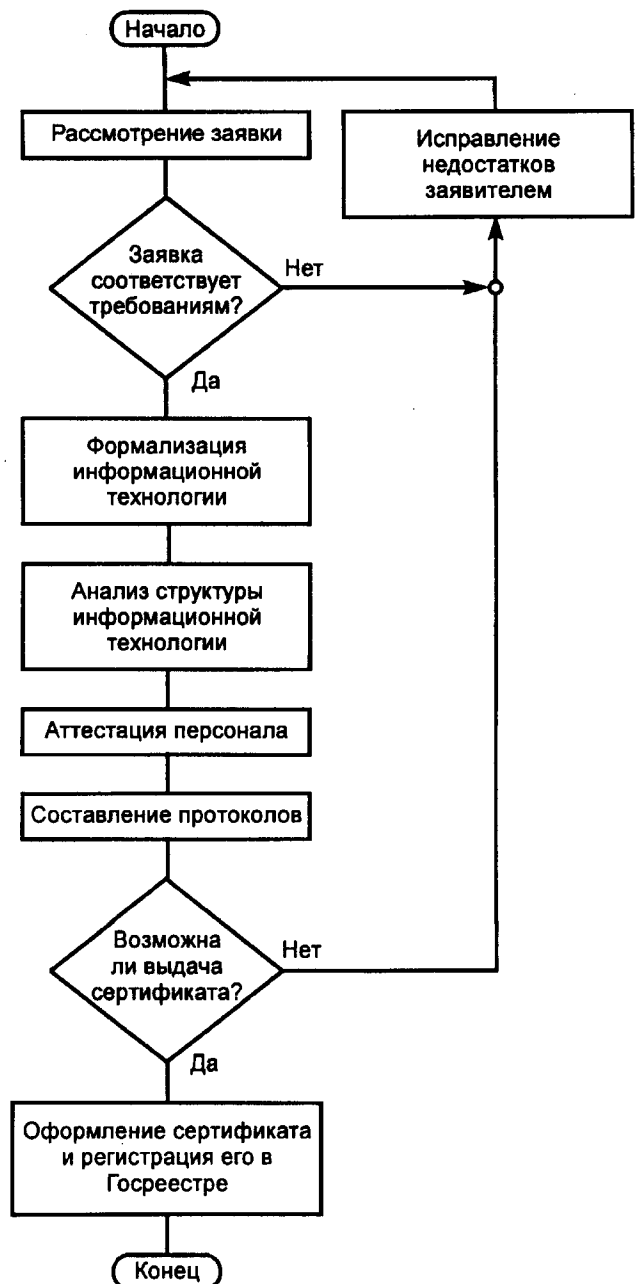 Начало
Рассмотрение заявки
Исправление
недостатков
заявителем
Заявка
соответствует
требованиям?
Нет
Да
Формализация
информационной
технологии
Анализ структуры
информационной
технологии
Аттестация персонала
Составление протоколов
Возможна
ли выдача
сертификата?
Нет
Да
Оформление сертификата
и регистрация его в
Госреестре
Конец